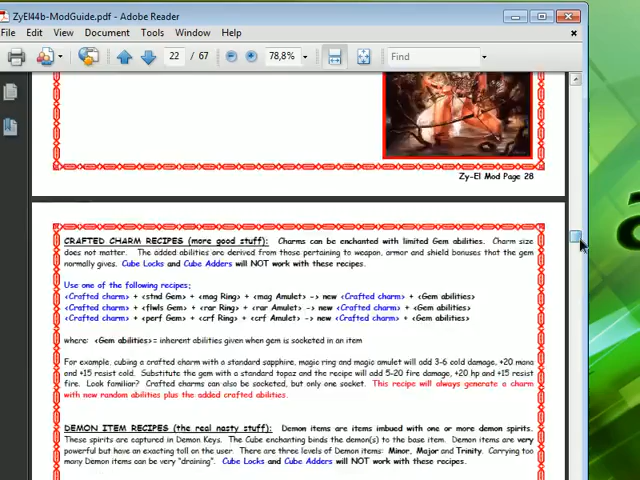 ZyEl44b-ModGuide.pdf - Adobe Reader
File Edit View Document Tools Window Help
22 / 67 78,8% Find
Zy-El Mod Page 28
CRAFTED CHARM RECIPES (more good stuff): Charms can be enchanted with limited Gem abilities. Charm size
does not matter. The added abilities are derived from those pertaining to weapon, armor and shield bonuses that the gem
normally gives. Cube Locks and Cube Adders will NOT work with these recipes.
Use one of the following recipes;
<Crafted charm> + <stnd Gem> + <mag Ring> + <mag Amulet> -> new <Crafted charm> + <Gem abilities>
<Crafted charm> + <flwls Gem> + <rar Ring> + <rar Amulet> -> new <Crafted charm> + <Gem abilities>
<Crafted charm> + <perf Gem> + <crf Ring> + <crf Amulet> -> new <Crafted charm> + <Gem abilities>
where: <Gem abilities>= inherent abilities given when gem is socketed in an item
For example, cubing a crafted charm with a standard sapphire, magic ring and magic amulet will add 3-6 cold damage, +20 mana
and +15 resist cold. Substitute the gem with a standard topaz and the recipe will add 5-20 fire damage, +20 hp and +15 resist
fire. Look familiar? Crafted charms can also be socketed, but only one socket. This recipe will always generate a charm
with new random abilities plus the added crafted abilities.
DEMON ITEM RECIPES (the real nasty stuff): Demon items are items imbued with one or more demon spirits.
These spirits are captured in Demon Keys. The Cube enchanting binds the demon(s) to the base item. Demon items are very
powerful but have an exacting toll on the user. There are three levels of Demon items: Minor, Major and Trinity. Carrying too
many Demon items can be very "draining". Cube Locks and Cube Adders will NOT work with these recipes.